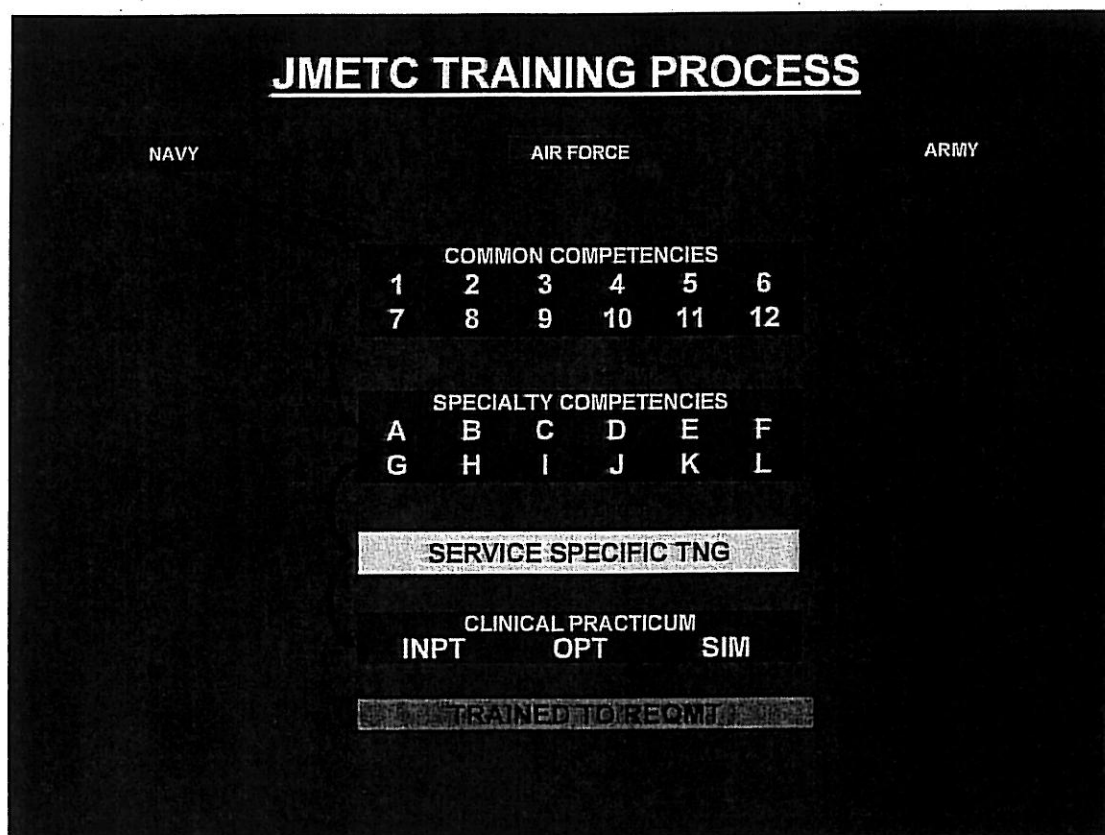 JMETC TRAINING PROCESS
NAVY AIR FORCE ARMY
COMMON COMPETENCIES
1 2 3 4 5 6
7 8 9 10 11 12
SPECIALTY COMPETENCIES
A B C D E F
G H I J K L
SERVICE SPECIFIC TNG
CLINICAL PRACTICUM
INPT OPT SIM
TRAINED TO REQMT